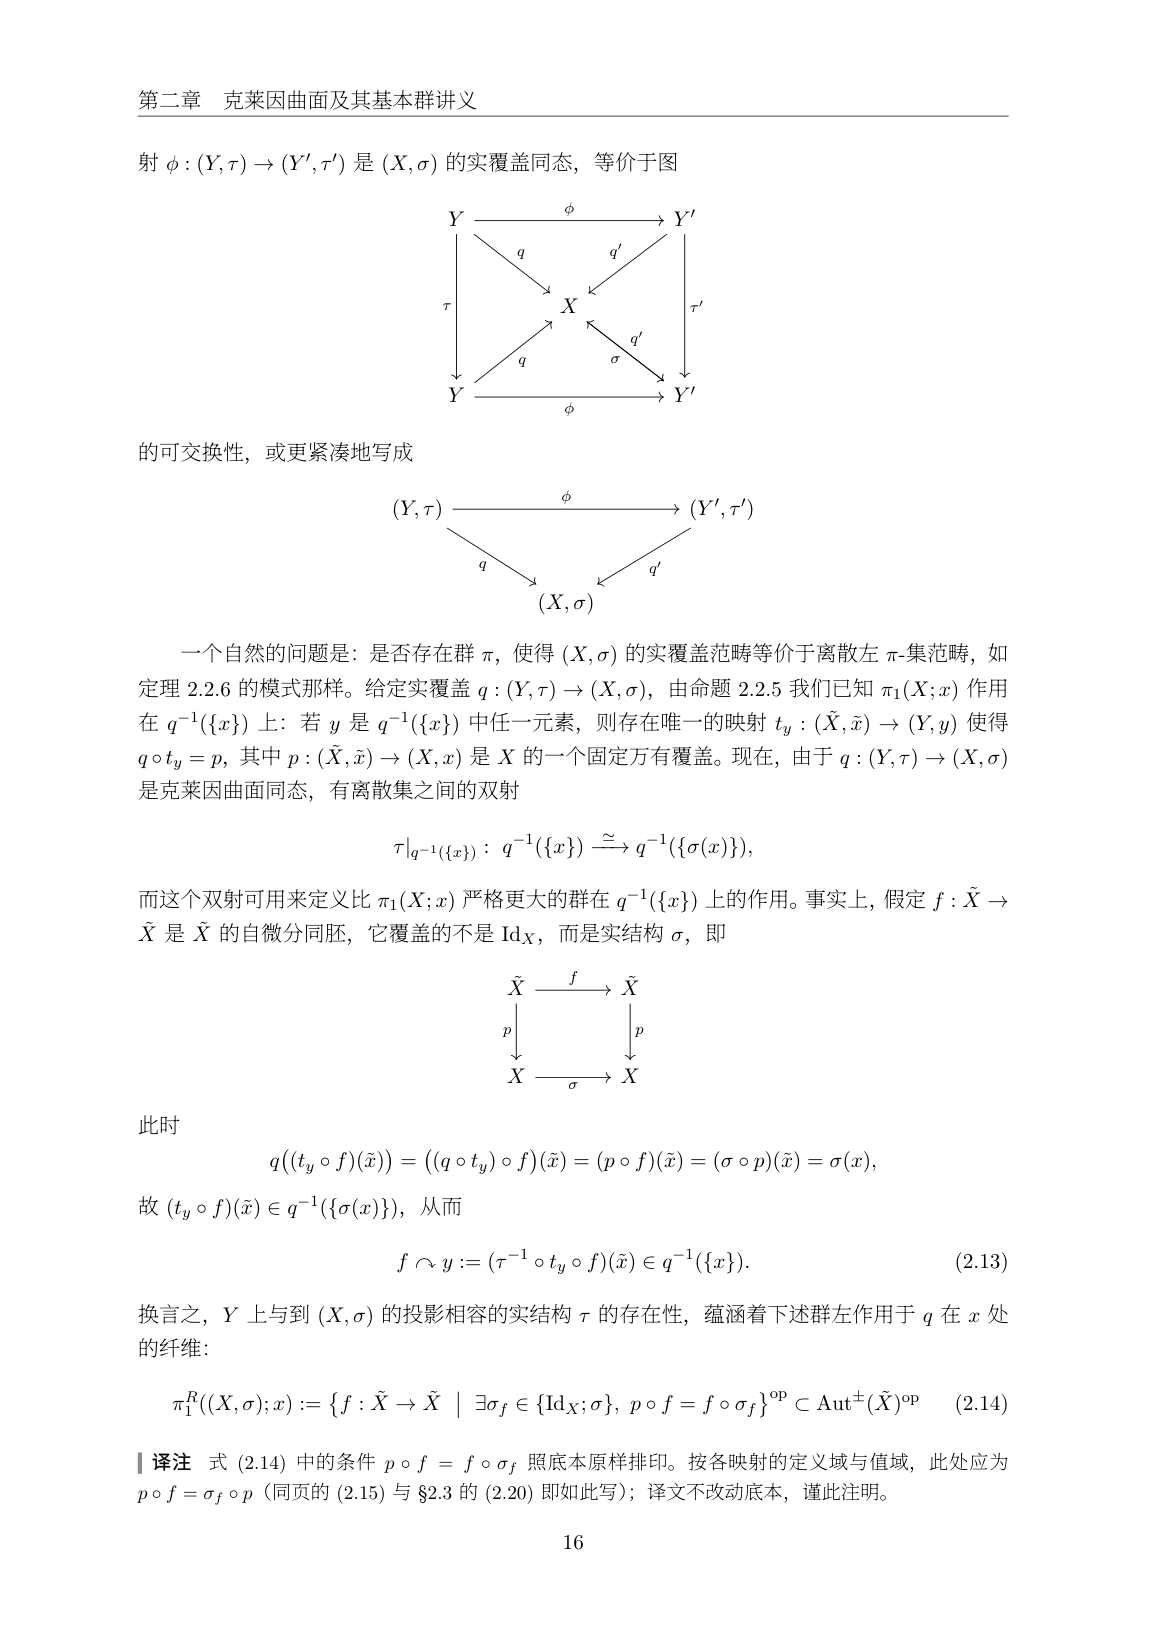 第二章　克莱因曲面及其基本群讲义
射 ϕ : (Y, τ) → (Y′, τ′) 是 (X, σ) 的实覆盖同态，等价于图
ϕ
Y Y′
q q′
τ X τ′
q′
q σ
Y Y′
ϕ
的可交换性，或更紧凑地写成
ϕ
(Y, τ) (Y′, τ′)
q q′
(X, σ)
一个自然的问题是：是否存在群 π，使得 (X, σ) 的实覆盖范畴等价于离散左 π-集范畴，如
定理 2.2.6 的模式那样。给定实覆盖 q : (Y, τ) → (X, σ)，由命题 2.2.5 我们已知 π₁(X; x) 作用
在 q⁻¹({x}) 上：若 y 是 q⁻¹({x}) 中任一元素，则存在唯一的映射 t_y : (X̃, x̃) → (Y, y) 使得
q ∘ t_y = p，其中 p : (X̃, x̃) → (X, x) 是 X 的一个固定万有覆盖。现在，由于 q : (Y, τ) → (X, σ)
是克莱因曲面同态，有离散集之间的双射
τ|_{q⁻¹({x})} : q⁻¹({x}) ≃⟶ q⁻¹({σ(x)}),
而这个双射可用来定义比 π₁(X; x) 严格更大的群在 q⁻¹({x}) 上的作用。事实上，假定 f : X̃ →
X̃ 是 X̃ 的自微分同胚，它覆盖的不是 Id_X，而是实结构 σ，即
f
X̃ X̃
p p
X X
σ
此时
q((t_y ∘ f)(x̃)) = ((q ∘ t_y) ∘ f)(x̃) = (p ∘ f)(x̃) = (σ ∘ p)(x̃) = σ(x),
故 (t_y ∘ f)(x̃) ∈ q⁻¹({σ(x)})，从而
f ↷ y := (τ⁻¹ ∘ t_y ∘ f)(x̃) ∈ q⁻¹({x}). (2.13)
换言之，Y 上与到 (X, σ) 的投影相容的实结构 τ 的存在性，蕴涵着下述群左作用于 q 在 x 处
的纤维：
π₁^R((X, σ); x) := {f : X̃ → X̃ | ∃σ_f ∈ {Id_X; σ}, p ∘ f = f ∘ σ_f}^op ⊂ Aut^±(X̃)^op (2.14)
译注 式 (2.14) 中的条件 p ∘ f = f ∘ σ_f 照底本原样排印。按各映射的定义域与值域，此处应为
p ∘ f = σ_f ∘ p（同页的 (2.15) 与 §2.3 的 (2.20) 即如此写）；译文不改动底本，谨此注明。
16